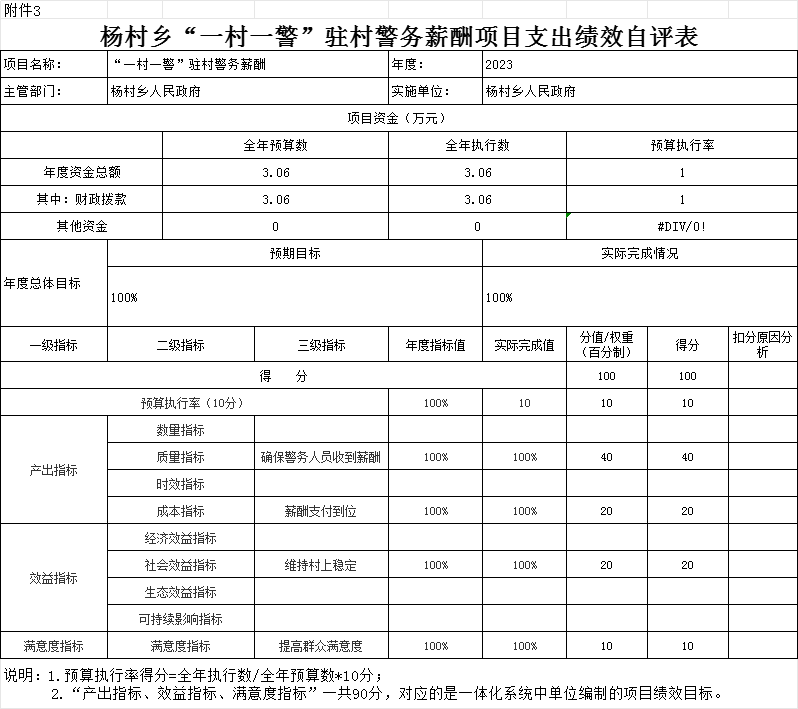 附件3
杨村乡“一村一警”驻村警务薪酬项目支出绩效自评表
项目名称: “一村一警”驻村警务薪酬 年度: 2023
主管部门: 杨村乡人民政府 实施单位: 杨村乡人民政府
项目资金(万元)
全年预算数 全年执行数 预算执行率
年度资金总额 3.06 3.06 1
其中:财政拨款 3.06 3.06 1
其他资金 0 0 #DIV/0!
年度总体目标 预期目标 实际完成情况
100% 100%
一级指标 二级指标 三级指标 年度指标值 实际完成值 分值/权重(百分制) 得分 扣分原因分析
得 分 100 100
预算执行率(10分) 100% 10 10 10
产出指标 数量指标
质量指标 确保警务人员收到薪酬 100% 100% 40 40
时效指标
成本指标 薪酬支付到位 100% 100% 20 20
效益指标 经济效益指标
社会效益指标 维持村上稳定 100% 100% 20 20
生态效益指标
可持续影响指标
满意度指标 满意度指标 提高群众满意度 100% 100% 10 10
说明:1.预算执行率得分=全年执行数/全年预算数*10分;
2.“产出指标、效益指标、满意度指标”一共90分,对应的是一体化系统中单位编制的项目绩效目标。